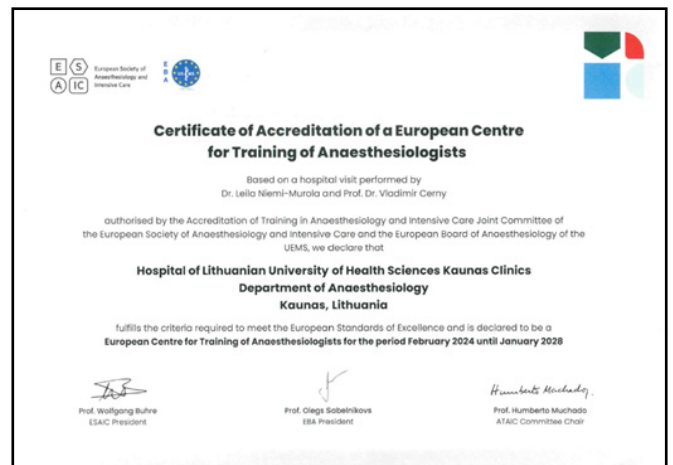 E S
A IC
European Society of
Anaesthesiology and
Intensive Care
E
B
A
Certificate of Accreditation of a European Centre
for Training of Anaesthesiologists
Based on a hospital visit performed by
Dr. Leila Niemi-Murola and Prof. Dr. Vladimir Cerny
authorised by the Accreditation of Training in Anaesthesiology and Intensive Care Joint Committee of
the European Society of Anaesthesiology and Intensive Care and the European Board of Anaesthesiology of the
UEMS, we declare that
Hospital of Lithuanian University of Health Sciences Kaunas Clinics
Department of Anaesthesiology
Kaunas, Lithuania
fulfills the criteria required to meet the European Standards of Excellence and is declared to be a
European Centre for Training of Anaesthesiologists for the period February 2024 until January 2028
Humberto Machado
Prof. Wolfgang Buhre
ESAIC President
Prof. Olegs Sabelnikovs
EBA President
Prof. Humberto Muchado
ATAIC Committee Chair